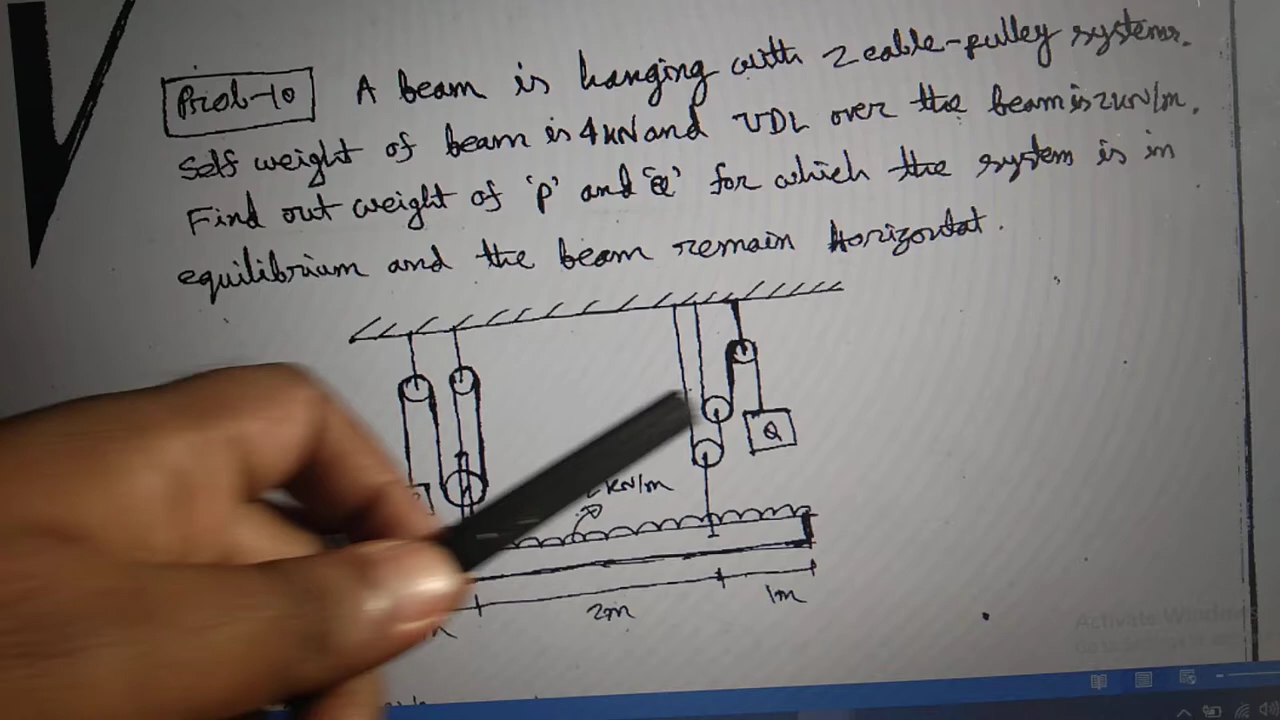 Prob-10 A beam is hanging with 2 cable-pulley systems.
Self weight of beam is 4 kN and UDL over the beam is 2 kN/m.
Find out weight of 'P' and 'Q' for which the system is in
equilibrium and the beam remain Horizontal.
Q
kN/m
2m
1m
Activate Windows